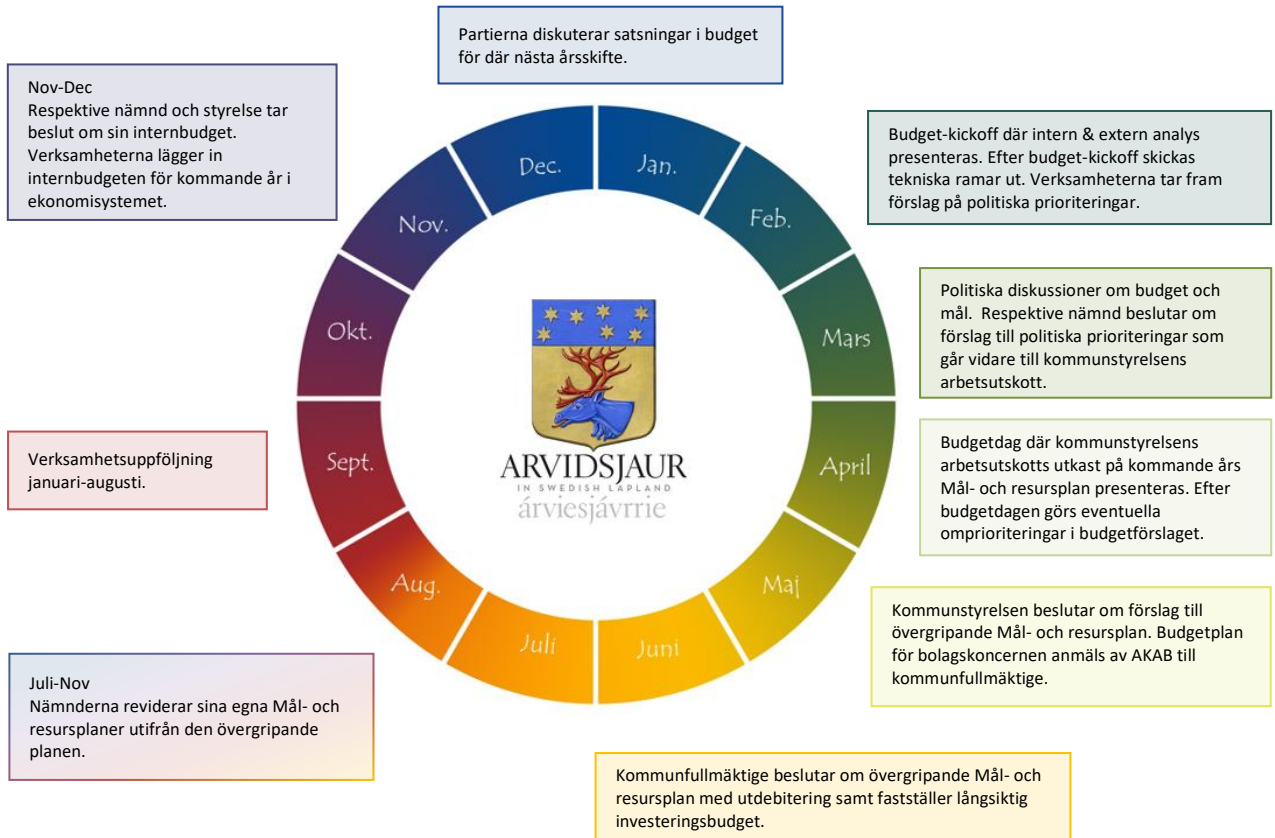 Partierna diskuterar satsningar i budget
för där nästa årsskifte.
Nov-Dec
Respektive nämnd och styrelse tar
beslut om sin internbudget.
Verksamheterna lägger in
internbudgeten för kommande år i
ekonomisystemet.
Budget-kickoff där intern & extern analys
presenteras. Efter budget-kickoff skickas
tekniska ramar ut. Verksamheterna tar fram
förslag på politiska prioriteringar.
Politiska diskussioner om budget och
mål.  Respektive nämnd beslutar om
förslag till politiska prioriteringar som
går vidare till kommunstyrelsens
arbetsutskott.
Budgetdag där kommunstyrelsens
arbetsutskotts utkast på kommande års
Mål- och resursplan presenteras. Efter
budgetdagen görs eventuella
omprioriteringar i budgetförslaget.
Kommunstyrelsen beslutar om förslag till
övergripande Mål- och resursplan. Budgetplan
för bolagskoncernen anmäls av AKAB till
kommunfullmäktige.
Kommunfullmäktige beslutar om övergripande Mål- och
resursplan med utdebitering samt fastställer långsiktig
investeringsbudget.
Juli-Nov
Nämnderna reviderar sina egna Mål- och
resursplaner utifrån den övergripande
planen.
Verksamhetsuppföljning
januari-augusti.
Jan.
Feb.
Mars
April
Maj
Juni
Juli
Aug.
Sept.
Okt.
Nov.
Dec.
ARVIDSJAUR
IN SWEDISH LAPLAND
árviesjávrrie